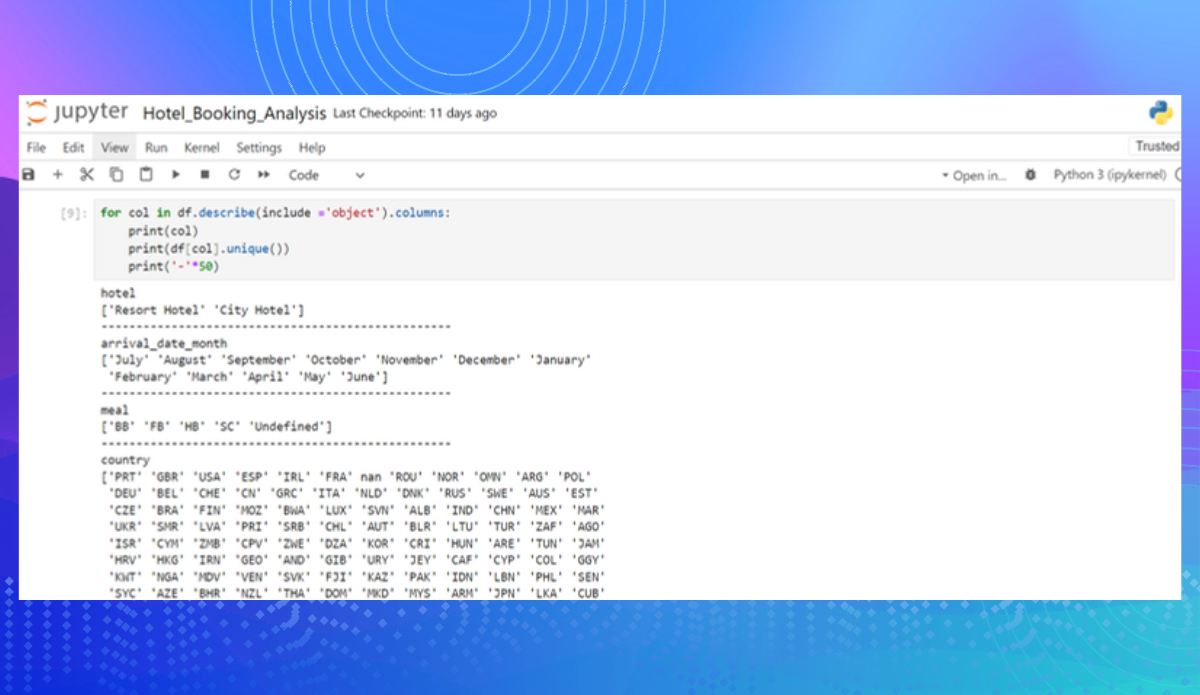 jupyter Hotel_Booking_Analysis Last Checkpoint: 11 days ago
File Edit View Run Kernel Settings Help Trusted
Code Open in... Python 3 (ipykernel)
[9]: for col in df.describe(include ='object').columns:
print(col)
print(df[col].unique())
print('-'*50)
hotel
['Resort Hotel' 'City Hotel']
--------------------------------------------------
arrival_date_month
['July' 'August' 'September' 'October' 'November' 'December' 'January'
'February' 'March' 'April' 'May' 'June']
--------------------------------------------------
meal
['BB' 'FB' 'HB' 'SC' 'Undefined']
--------------------------------------------------
country
['PRT' 'GBR' 'USA' 'ESP' 'IRL' 'FRA' nan 'ROU' 'NOR' 'OMN' 'ARG' 'POL'
'DEU' 'BEL' 'CHE' 'CN' 'GRC' 'ITA' 'NLD' 'DNK' 'RUS' 'SWE' 'AUS' 'EST'
'CZE' 'BRA' 'FIN' 'MOZ' 'BWA' 'LUX' 'SVN' 'ALB' 'IND' 'CHN' 'MEX' 'MAR'
'UKR' 'SMR' 'LVA' 'PRI' 'SRB' 'CHL' 'AUT' 'BLR' 'LTU' 'TUR' 'ZAF' 'AGO'
'ISR' 'CYM' 'ZMB' 'CPV' 'ZWE' 'DZA' 'KOR' 'CRI' 'HUN' 'ARE' 'TUN' 'JAM'
'HRV' 'HKG' 'IRN' 'GEO' 'AND' 'GIB' 'URY' 'JEY' 'CAF' 'CYP' 'COL' 'GGY'
'KWT' 'NGA' 'MDV' 'VEN' 'SVK' 'FJI' 'KAZ' 'PAK' 'IDN' 'LBN' 'PHL' 'SEN'
'SYC' 'AZE' 'BHR' 'NZL' 'THA' 'DOM' 'MKD' 'MYS' 'ARM' 'JPN' 'LKA' 'CUB'